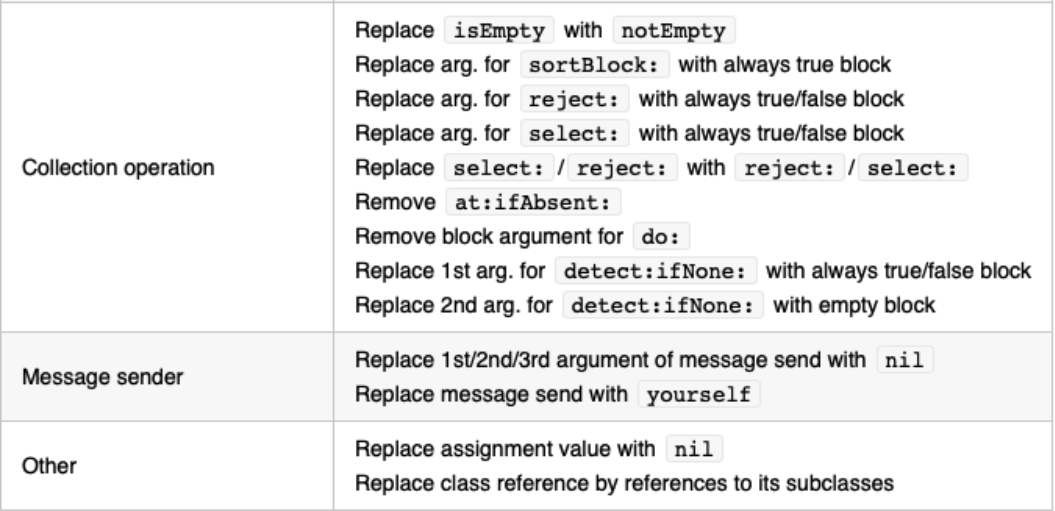 Collection operation
Replace isEmpty with notEmpty
Replace arg. for sortBlock: with always true block
Replace arg. for reject: with always true/false block
Replace arg. for select: with always true/false block
Replace select: / reject: with reject: / select:
Remove at:ifAbsent:
Remove block argument for do:
Replace 1st arg. for detect:ifNone: with always true/false block
Replace 2nd arg. for detect:ifNone: with empty block
Message sender
Replace 1st/2nd/3rd argument of message send with nil
Replace message send with yourself
Other
Replace assignment value with nil
Replace class reference by references to its subclasses